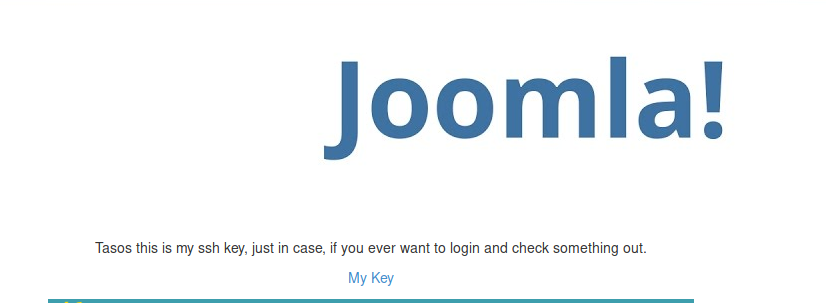 Joomla!
Tasos this is my ssh key, just in case, if you ever want to login and check something out.
My Key